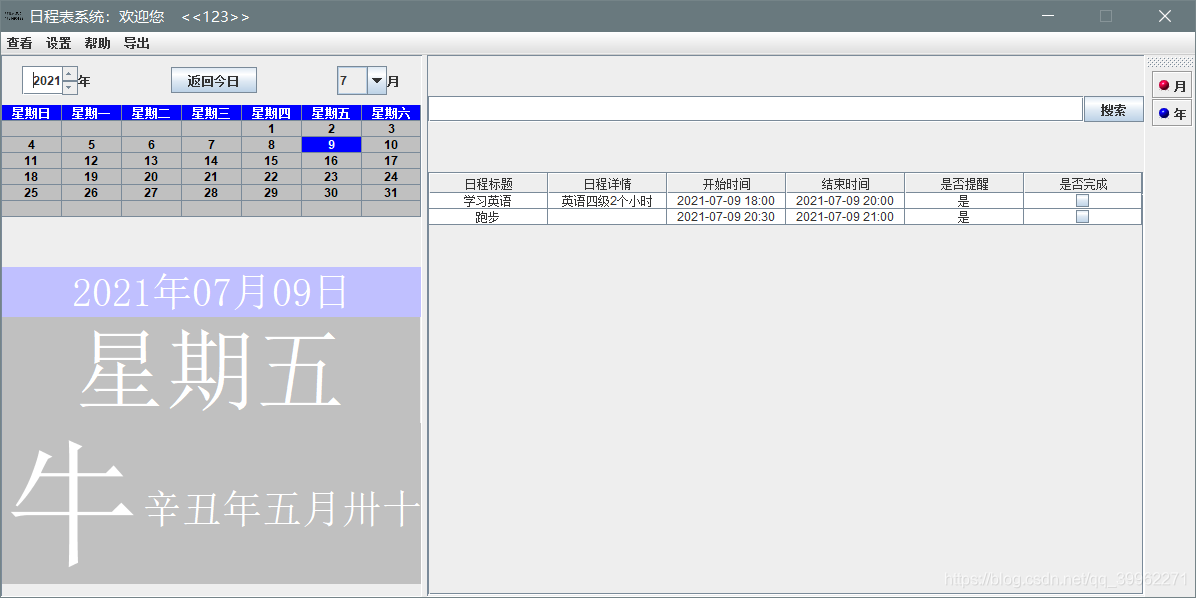 日程表系统：欢迎您 <<123>>
查看 设置 帮助 导出
2021 年 返回今日 7 月
星期日 星期一 星期二 星期三 星期四 星期五 星期六
1 2 3
4 5 6 7 8 9 10
11 12 13 14 15 16 17
18 19 20 21 22 23 24
25 26 27 28 29 30 31
2021年07月09日
星期五
牛 辛丑年五月卅十
搜索
日程标题 日程详情 开始时间 结束时间 是否提醒 是否完成
学习英语 英语四级2个小时 2021-07-09 18:00 2021-07-09 20:00 是
跑步 2021-07-09 20:30 2021-07-09 21:00 是
月
年
https://blog.csdn.net/qq_39962271